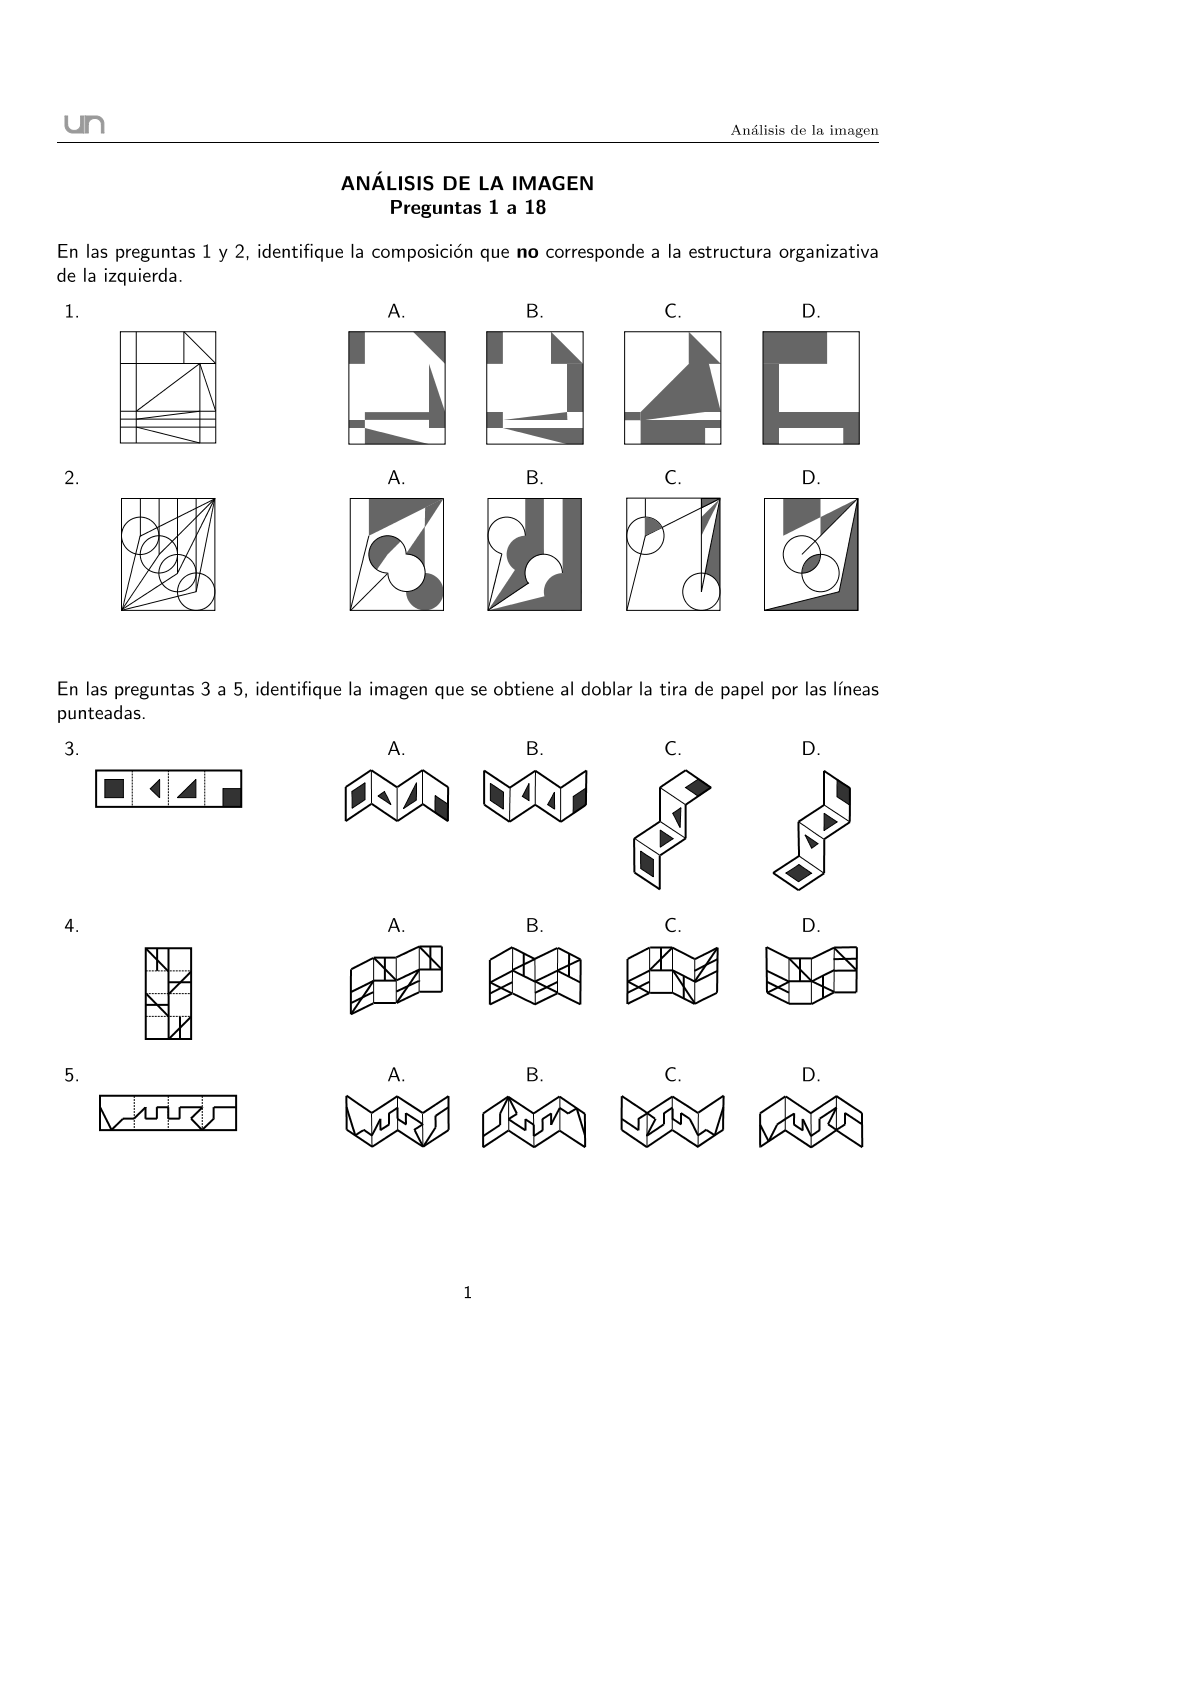 un
Análisis de la imagen
ANÁLISIS DE LA IMAGEN
Preguntas 1 a 18
En las preguntas 1 y 2, identifique la composición que no corresponde a la estructura organizativa
de la izquierda.
1. A. B. C. D.
2. A. B. C. D.
En las preguntas 3 a 5, identifique la imagen que se obtiene al doblar la tira de papel por las líneas
punteadas.
3. A. B. C. D.
4. A. B. C. D.
5. A. B. C. D.
1